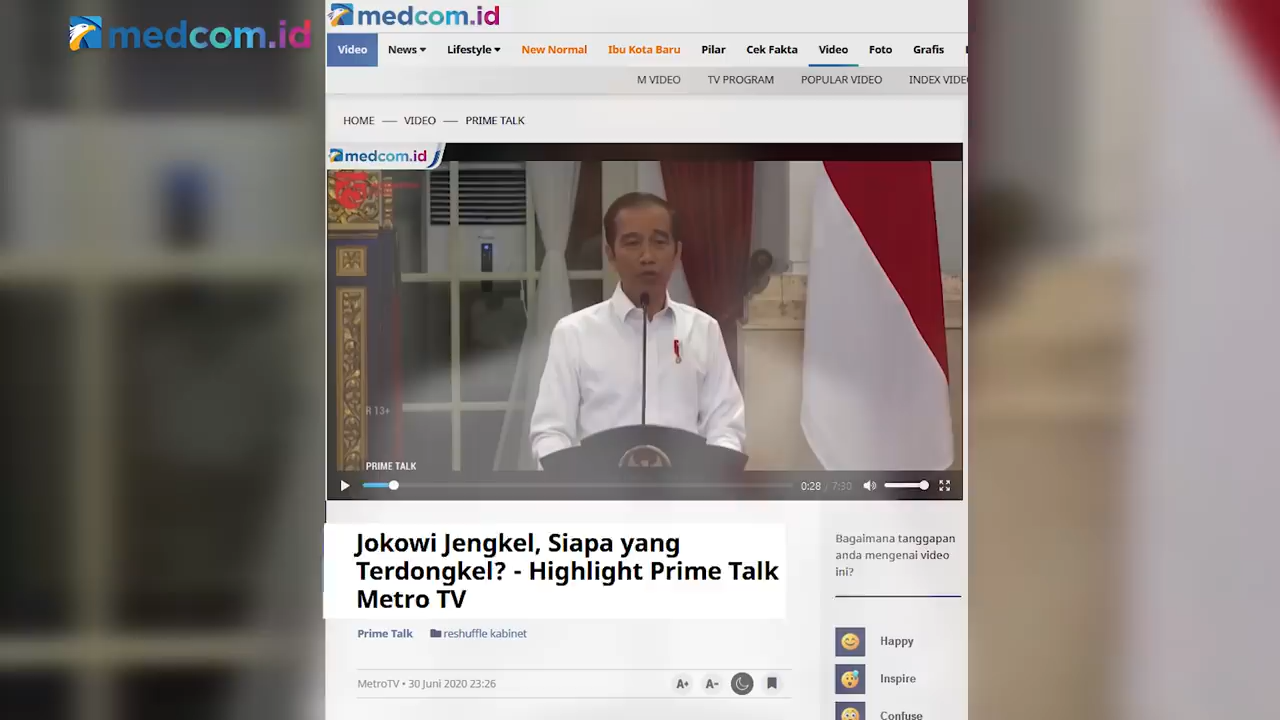 medcom.id
medcom.id
Video News Lifestyle New Normal Ibu Kota Baru Pilar Cek Fakta Video Foto Grafis
M VIDEO TV PROGRAM POPULAR VIDEO INDEX VIDEO
HOME — VIDEO — PRIME TALK
medcom.id
R 13+
PRIME TALK
0:28 / 7:30
Jokowi Jengkel, Siapa yang
Terdongkel? - Highlight Prime Talk
Metro TV
Bagaimana tanggapan
anda mengenai video
ini?
Prime Talk reshuffle kabinet
Happy
MetroTV • 30 Juni 2020 23:26 A+ A-
Inspire
Confuse